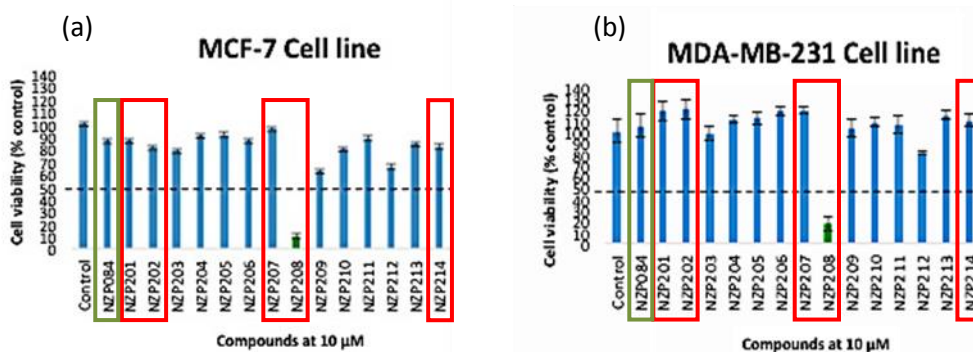 (a)
MCF-7 Cell line
Cell viability (% control)
140
130
120
110
100
90
80
70
60
50
40
30
20
10
0
Control
NZP084
NZP201
NZP202
NZP203
NZP204
NZP205
NZP206
NZP207
NZP208
NZP209
NZP210
NZP211
NZP212
NZP213
NZP214
Compounds at 10 µM
(b)
MDA-MB-231 Cell line
Cell viability (% control)
140
130
120
110
100
90
80
70
60
50
40
30
20
10
0
Control
NZP084
NZP201
NZP202
NZP203
NZP204
NZP205
NZP206
NZP207
NZP208
NZP209
NZP210
NZP211
NZP212
NZP213
NZP214
Compounds at 10 µM